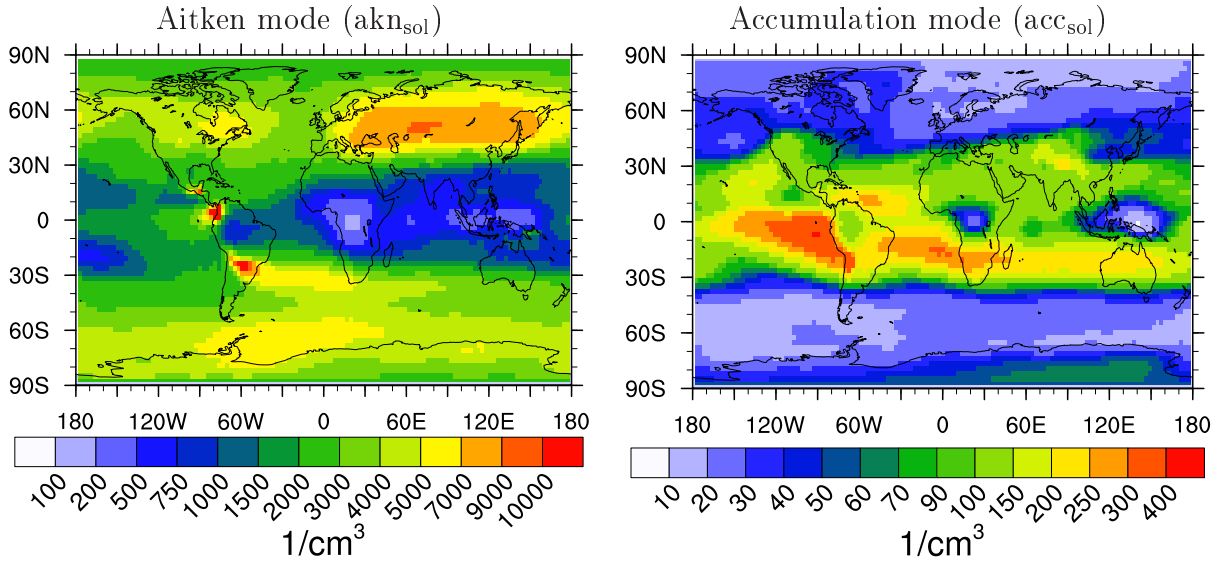 Aitken mode (akn_sol)
90N
60N
30N
0
30S
60S
90S
180 120W 60W 0 60E 120E 180
100 200 500 750 1000 1500 2000 3000 4000 5000 7000 9000 10000
1/cm³
Accumulation mode (acc_sol)
90N
60N
30N
0
30S
60S
90S
180 120W 60W 0 60E 120E 180
10 20 30 40 50 60 70 90 100 150 200 250 300 400
1/cm³